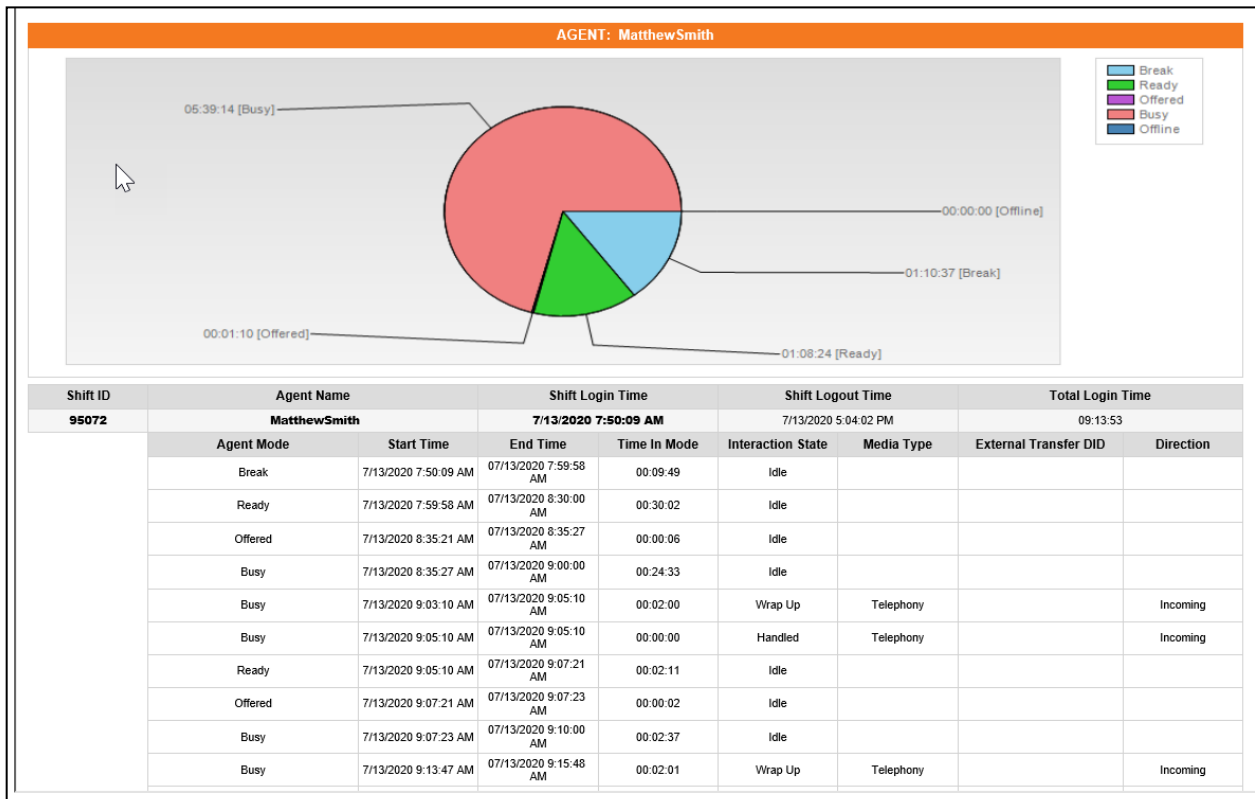 AGENT: MatthewSmith
05:39:14 [Busy]
00:00:00 [Offline]
01:10:37 [Break]
00:01:10 [Offered]
01:08:24 [Ready]
Break
Ready
Offered
Busy
Offline
Shift ID Agent Name Shift Login Time Shift Logout Time Total Login Time
95072 MatthewSmith 7/13/2020 7:50:09 AM 7/13/2020 5:04:02 PM 09:13:53
Agent Mode Start Time End Time Time In Mode Interaction State Media Type External Transfer DID Direction
Break 7/13/2020 7:50:09 AM 07/13/2020 7:59:58 AM 00:09:49 Idle
Ready 7/13/2020 7:59:58 AM 07/13/2020 8:30:00 AM 00:30:02 Idle
Offered 7/13/2020 8:35:21 AM 07/13/2020 8:35:27 AM 00:00:06 Idle
Busy 7/13/2020 8:35:27 AM 07/13/2020 9:00:00 AM 00:24:33 Idle
Busy 7/13/2020 9:03:10 AM 07/13/2020 9:05:10 AM 00:02:00 Wrap Up Telephony Incoming
Busy 7/13/2020 9:05:10 AM 07/13/2020 9:05:10 AM 00:00:00 Handled Telephony Incoming
Ready 7/13/2020 9:05:10 AM 07/13/2020 9:07:21 AM 00:02:11 Idle
Offered 7/13/2020 9:07:21 AM 07/13/2020 9:07:23 AM 00:00:02 Idle
Busy 7/13/2020 9:07:23 AM 07/13/2020 9:10:00 AM 00:02:37 Idle
Busy 7/13/2020 9:13:47 AM 07/13/2020 9:15:48 AM 00:02:01 Wrap Up Telephony Incoming